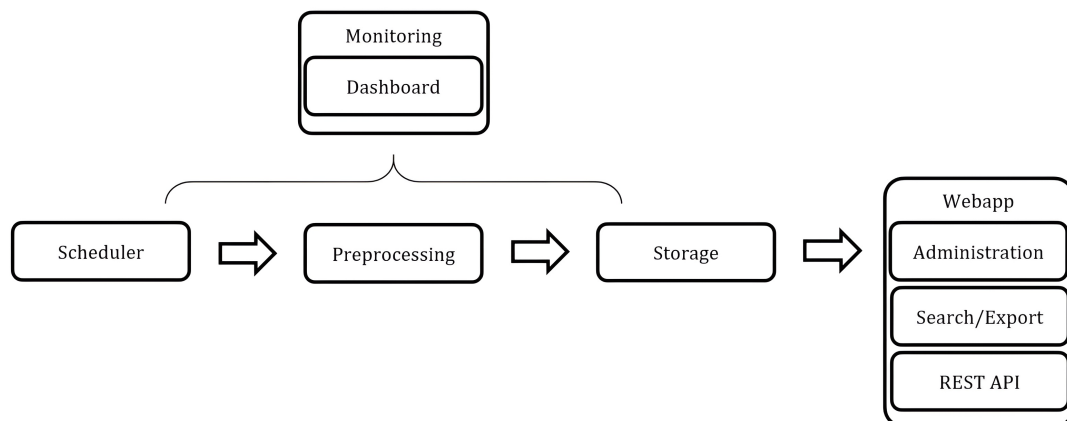 Monitoring
Dashboard
Scheduler
Preprocessing
Storage
Webapp
Administration
Search/Export
REST API